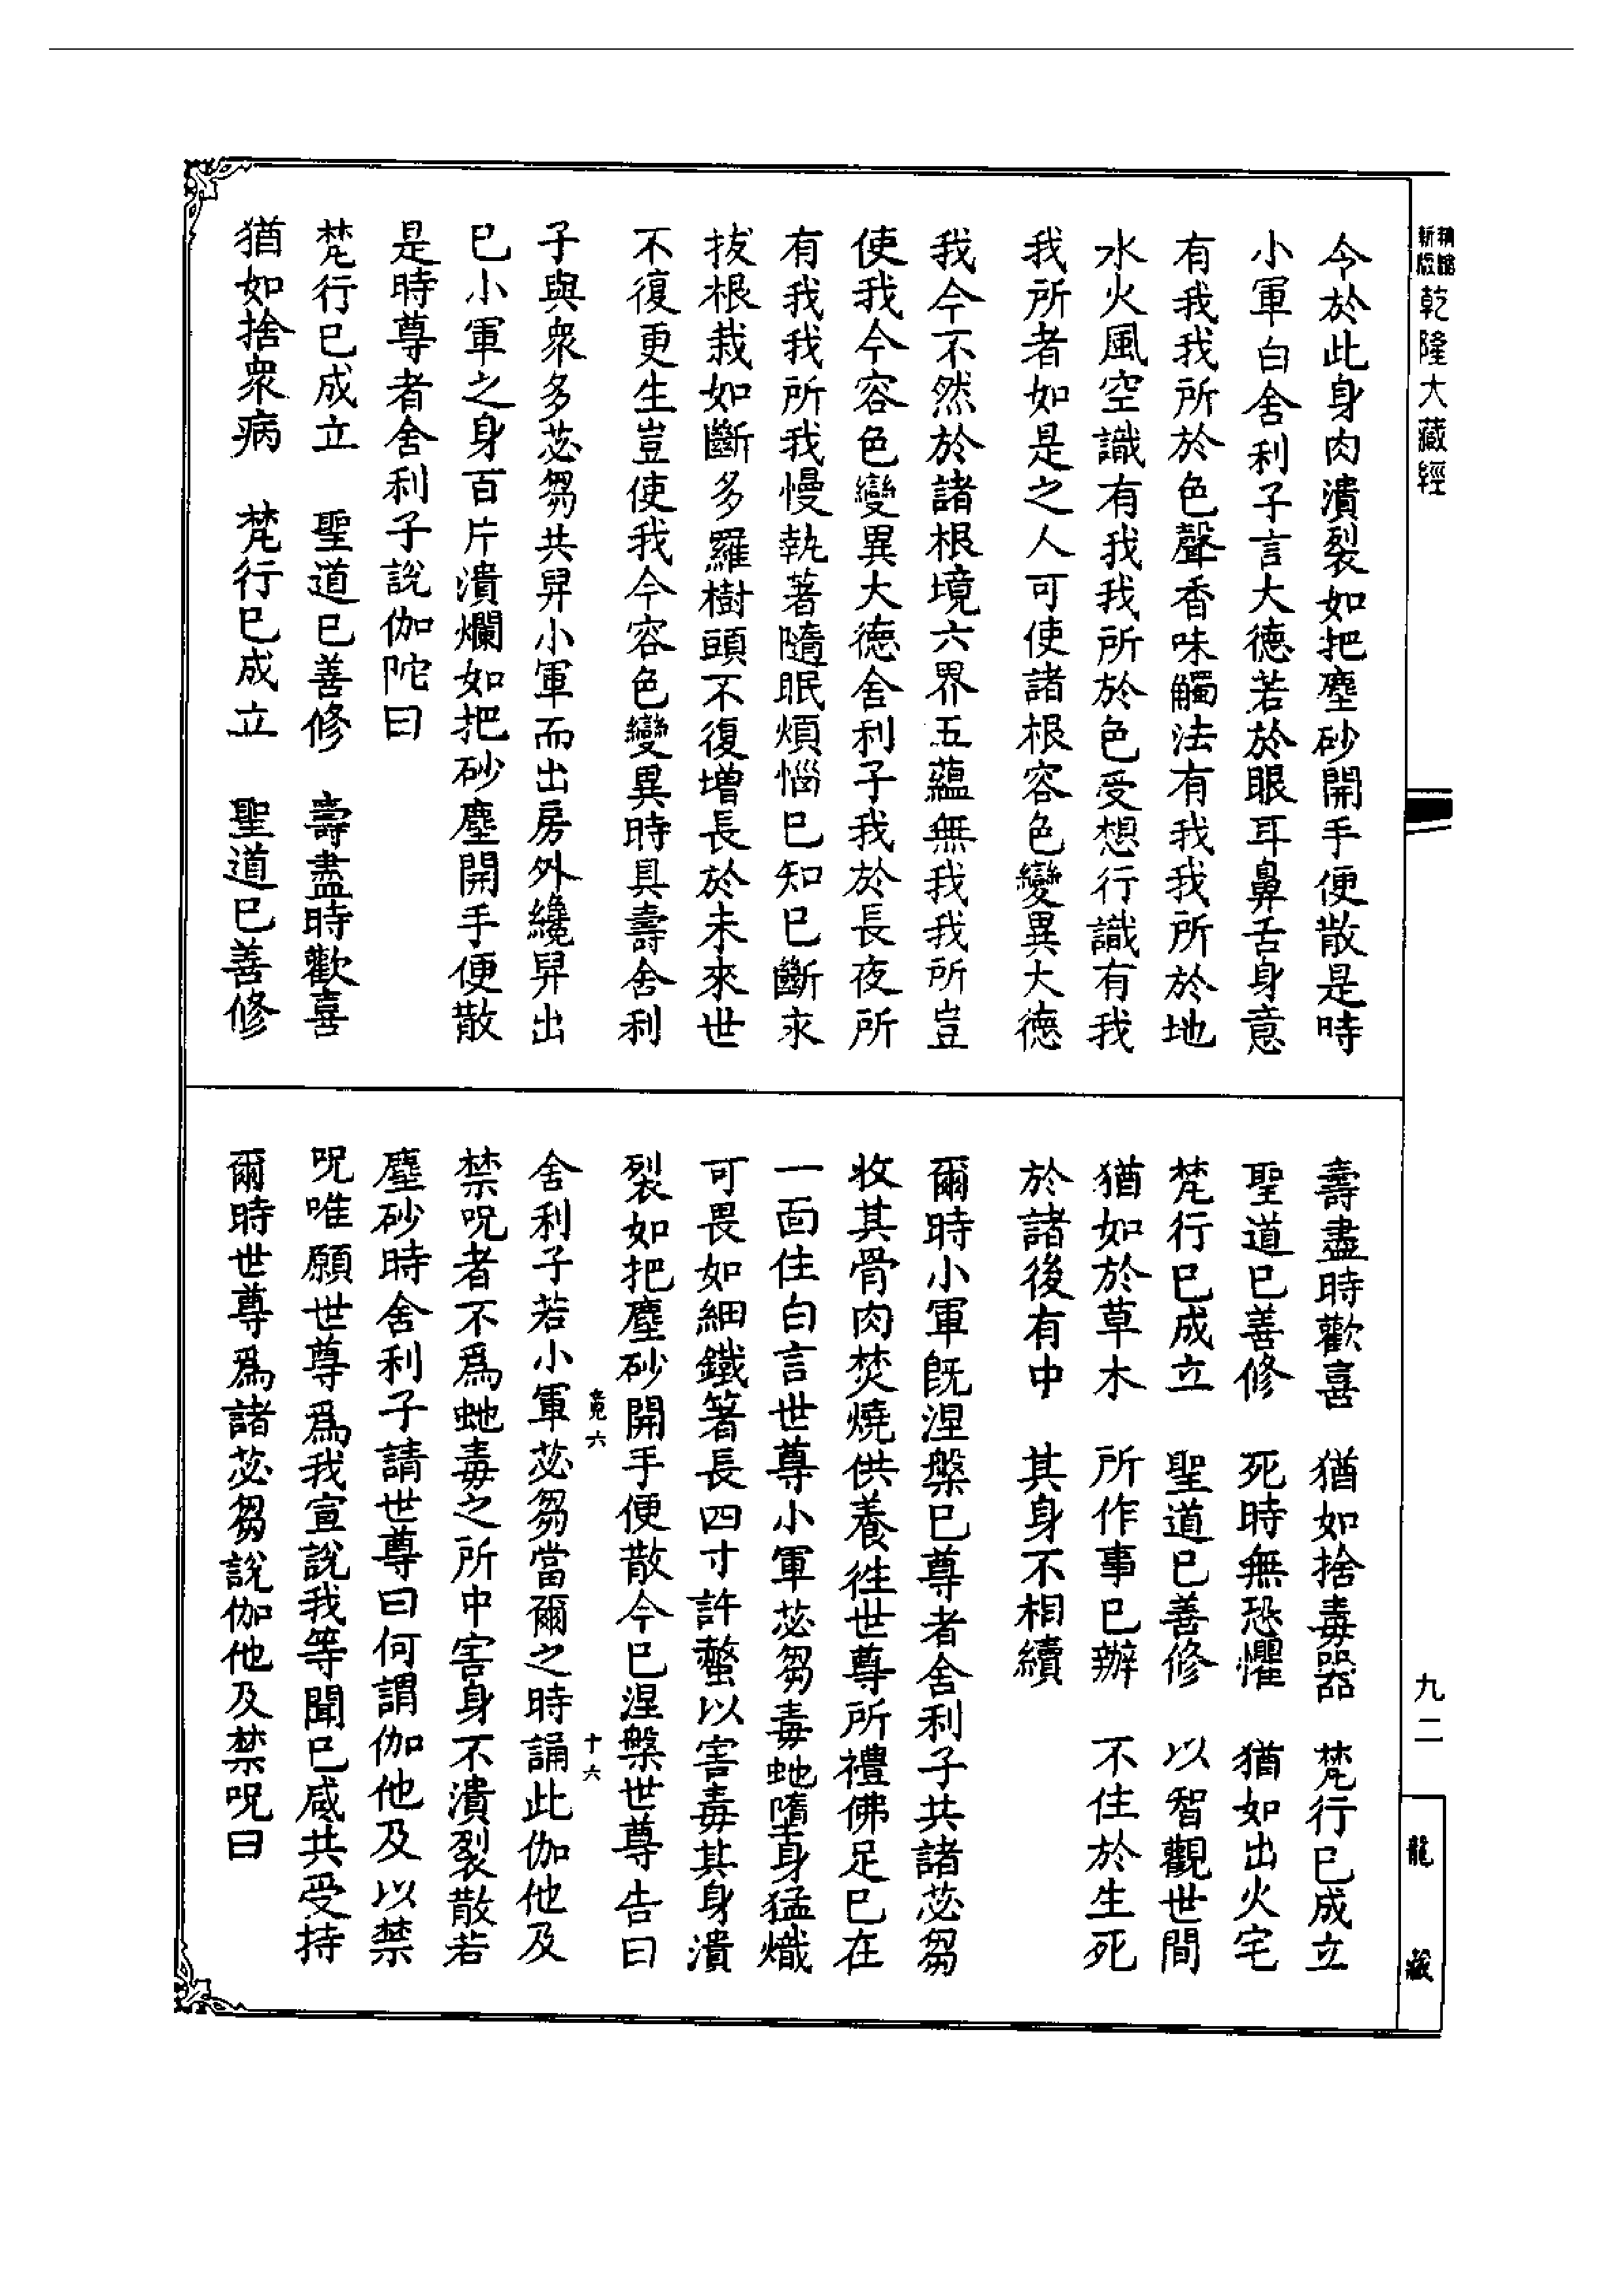 精縮
新版
乾隆大藏經
今於此身肉潰裂如把塵砂開手便散是時
小軍白舍利子言大德若於眼耳鼻舌身意
有我我所於色聲香味觸法有我我所於地
水火風空識有我我所於色受想行識有我
我所者如是之人可使諸根容色變異大德
我今不然於諸根境六界五蘊無我我所豈
使我今容色變異大德舍利子我於長夜所
有我我所我慢執著隨眠煩惱已知已斷永
拔根栽如斷多羅樹頭不復增長於未來世
不復更生豈使我今容色變異時具壽舍利
子與衆多苾芻共舁小軍而出房外纔舁出
已小軍之身百片潰爛如把砂塵開手便散
是時尊者舍利子說伽陀曰
梵行已成立　聖道已善修　壽盡時歡喜
猶如捨衆病　梵行已成立　聖道已善修
壽盡時歡喜　猶如捨毒器　梵行已成立
聖道已善修　死時無恐懼　猶如出火宅
梵行已成立　聖道已善修　以智觀世間
猶如於草木　所作事已辦　不住於生死
於諸後有中　其身不相續
爾時小軍旣涅槃已尊者舍利子共諸苾芻
收其骨肉焚燒供養徃世尊所禮佛足已在
一面住白言世尊小軍苾芻毒虵墮身猛熾
可畏如細鐵箸長四寸許螫以害毒其身潰
裂如把塵砂開手便散今已涅槃世尊告曰
竟六
十六
舍利子若小軍苾芻當爾之時誦此伽他及
禁呪者不爲虵毒之所中害身不潰裂散若
塵砂時舍利子請世尊曰何謂伽他及以禁
呪唯願世尊爲我宣說我等聞已咸共受持
爾時世尊爲諸苾芻說伽他及禁呪曰
九二
龍藏